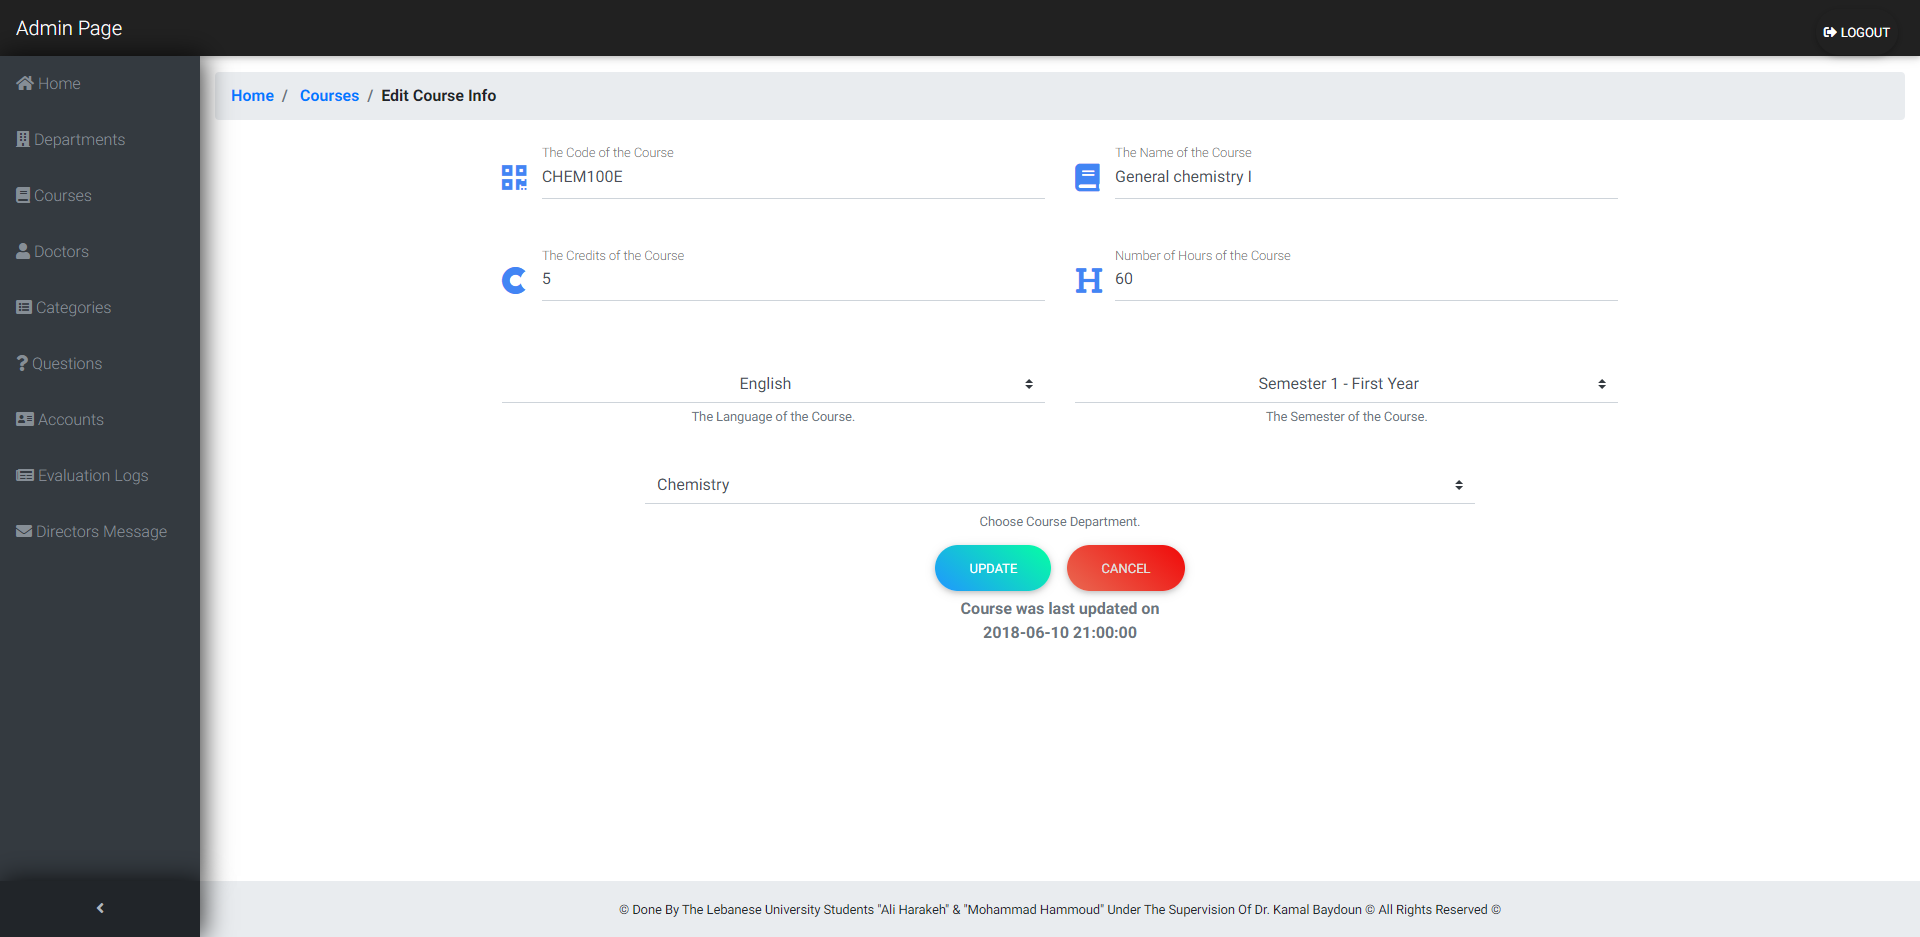 Admin Page
LOGOUT
Home
Departments
Courses
Doctors
Categories
Questions
Accounts
Evaluation Logs
Directors Message
Home / Courses / Edit Course Info
The Code of the Course
CHEM100E
The Name of the Course
General chemistry I
The Credits of the Course
5
Number of Hours of the Course
60
English
The Language of the Course.
Semester 1 - First Year
The Semester of the Course.
Chemistry
Choose Course Department.
UPDATE
CANCEL
Course was last updated on
2018-06-10 21:00:00
© Done By The Lebanese University Students "Ali Harakeh" & "Mohammad Hammoud" Under The Supervision Of Dr. Kamal Baydoun © All Rights Reserved ©